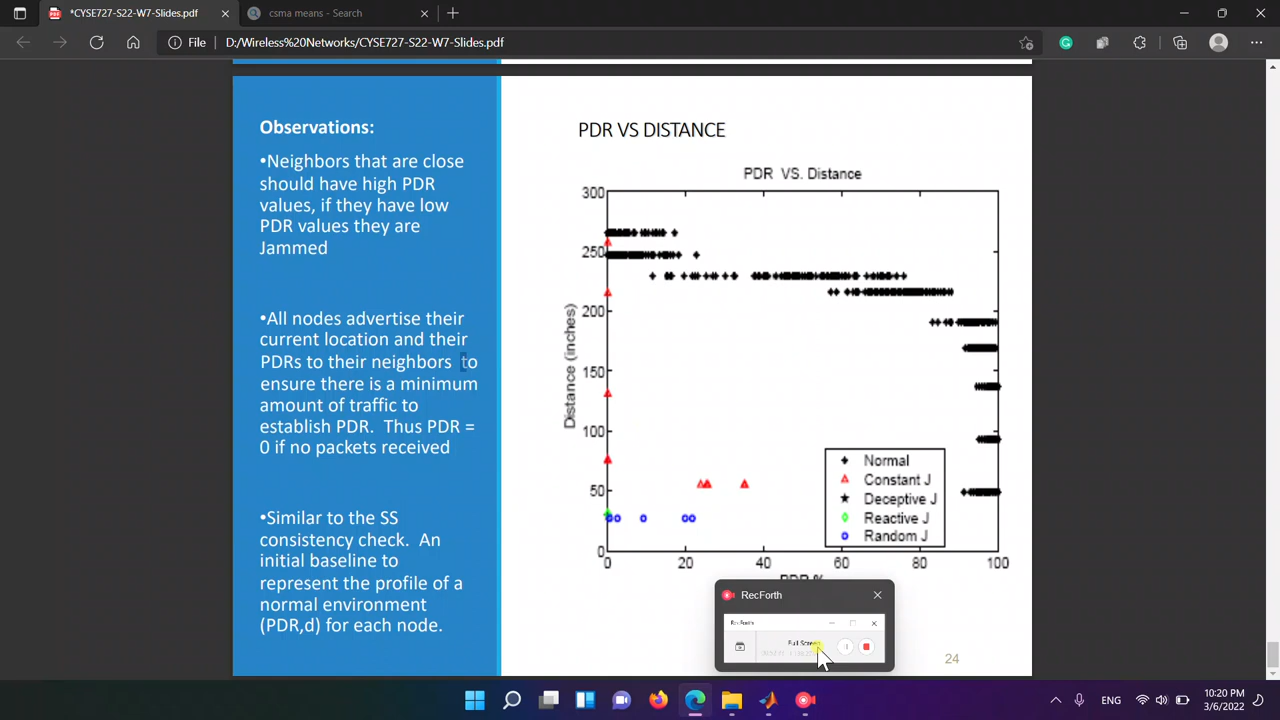 *CYSE727-S22-W7-Slides.pdf
csma means - Search
File
D:/Wireless%20Networks/CYSE727-S22-W7-Slides.pdf
Observations:
•Neighbors that are close
should have high PDR
values, if they have low
PDR values they are
Jammed
•All nodes advertise their
current location and their
PDRs to their neighbors to
ensure there is a minimum
amount of traffic to
establish PDR. Thus PDR =
0 if no packets received
•Similar to the SS
consistency check. An
initial baseline to
represent the profile of a
normal environment
(PDR,d) for each node.
PDR VS DISTANCE
PDR VS. Distance
300
250
200
150
100
50
0
Distance (inches)
Normal
Constant J
Deceptive J
Reactive J
Random J
0 20 40 60 80 100
PDR %
RecForth
RecForth
Full Screen
24
ENG
10:20 PM
3/6/2022